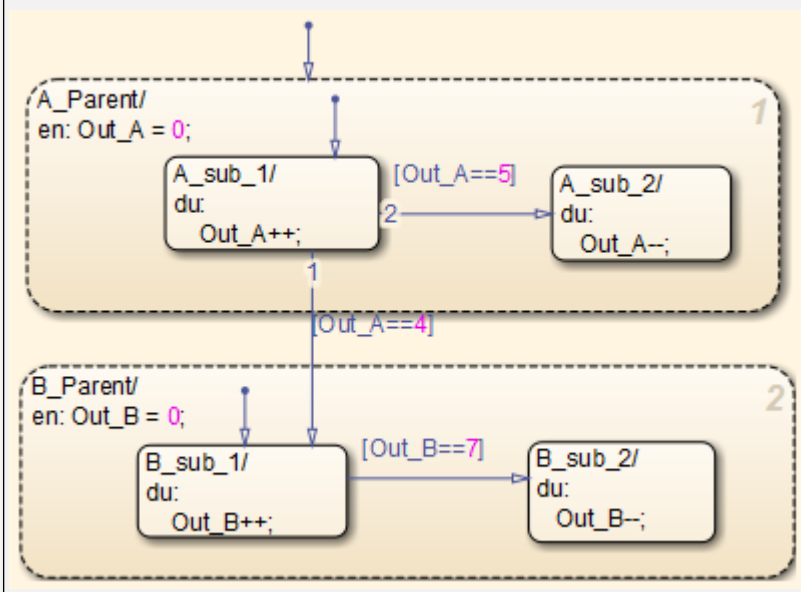 A_Parent/
en: Out_A = 0;
1
A_sub_1/
du:
Out_A++;
[Out_A==5]
2
A_sub_2/
du:
Out_A--;
1
[Out_A==4]
B_Parent/
en: Out_B = 0;
2
B_sub_1/
du:
Out_B++;
[Out_B==7]
B_sub_2/
du:
Out_B--;